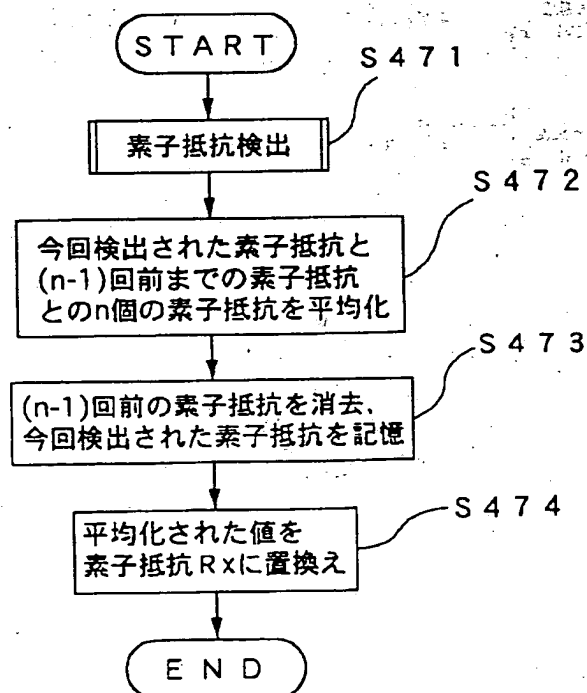 START
S471
素子抵抗検出
S472
今回検出された素子抵抗と
(n-1)回前までの素子抵抗
とのn個の素子抵抗を平均化
S473
(n-1)回前の素子抵抗を消去、
今回検出された素子抵抗を記憶
S474
平均化された値を
素子抵抗Rxに置換え
END